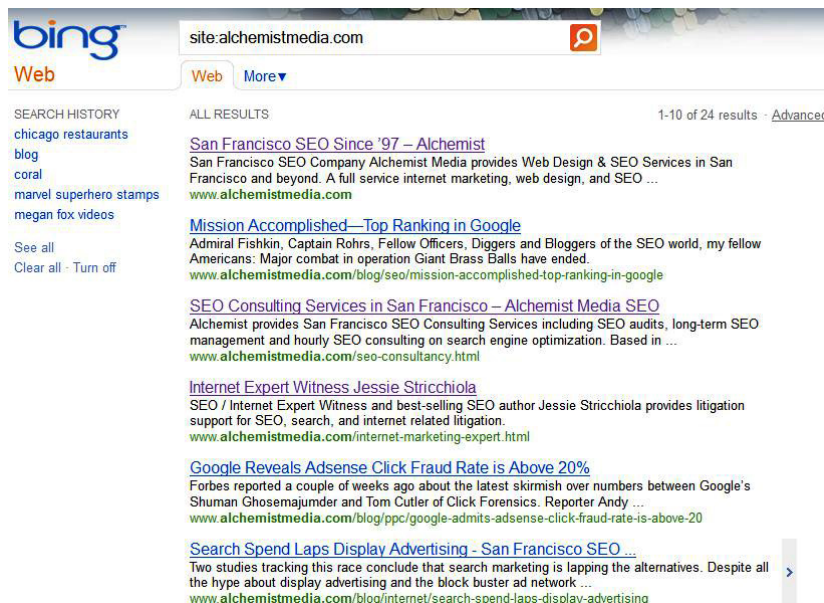 bing
site:alchemistmedia.com
Web
Web More▾
SEARCH HISTORY
chicago restaurants
blog
coral
marvel superhero stamps
megan fox videos
See all
Clear all · Turn off
ALL RESULTS
1-10 of 24 results · Advanced
San Francisco SEO Since '97 – Alchemist
San Francisco SEO Company Alchemist Media provides Web Design & SEO Services in San
Francisco and beyond. A full service internet marketing, web design, and SEO ...
www.alchemistmedia.com
Mission Accomplished—Top Ranking in Google
Admiral Fishkin, Captain Rohrs, Fellow Officers, Diggers and Bloggers of the SEO world, my fellow
Americans: Major combat in operation Giant Brass Balls have ended.
www.alchemistmedia.com/blog/seo/mission-accomplished-top-ranking-in-google
SEO Consulting Services in San Francisco – Alchemist Media SEO
Alchemist provides San Francisco SEO Consulting Services including SEO audits, long-term SEO
management and hourly SEO consulting on search engine optimization. Based in ...
www.alchemistmedia.com/seo-consultancy.html
Internet Expert Witness Jessie Stricchiola
SEO / Internet Expert Witness and best-selling SEO author Jessie Stricchiola provides litigation
support for SEO, search, and internet related litigation.
www.alchemistmedia.com/internet-marketing-expert.html
Google Reveals Adsense Click Fraud Rate is Above 20%
Forbes reported a couple of weeks ago about the latest skirmish over numbers between Google's
Shuman Ghosemajumder and Tom Cutler of Click Forensics. Reporter Andy ...
www.alchemistmedia.com/blog/ppc/google-admits-adsense-click-fraud-rate-is-above-20
Search Spend Laps Display Advertising - San Francisco SEO ...
Two studies tracking this race conclude that search marketing is lapping the alternatives. Despite all
the hype about display advertising and the block buster ad network ...
www.alchemistmedia.com/blog/internet/search-spend-laps-display-advertising